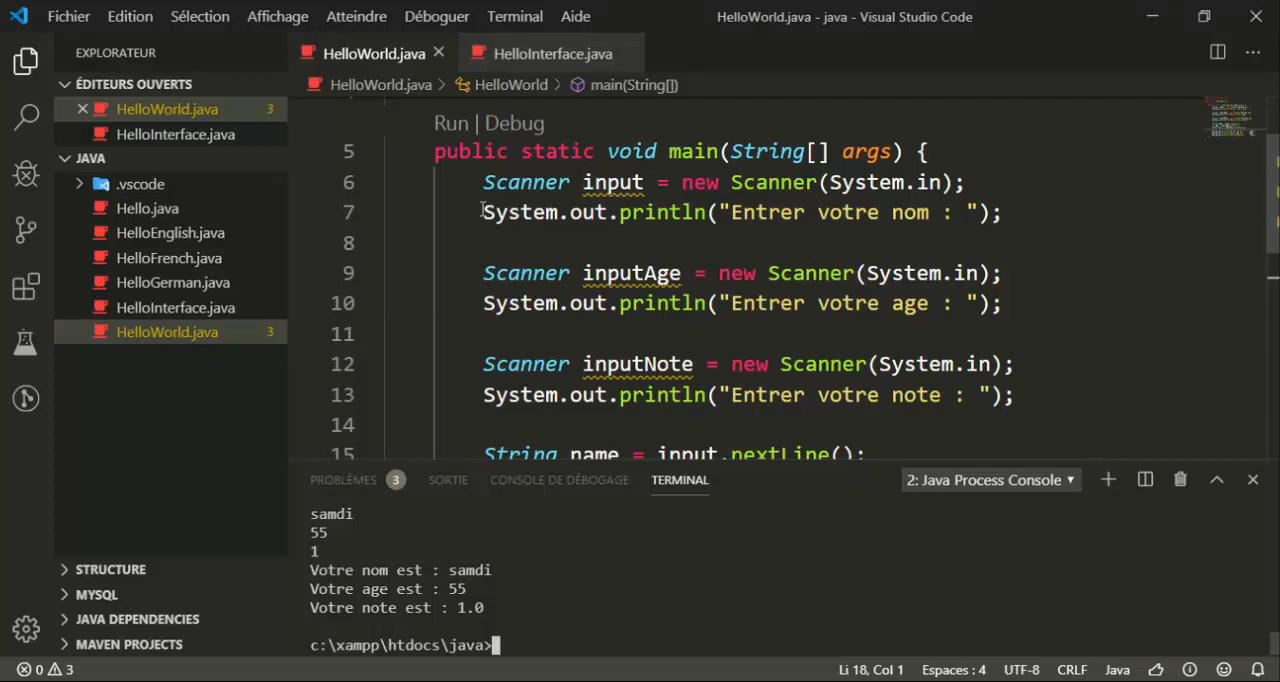 Fichier Edition Sélection Affichage Atteindre Déboguer Terminal Aide HelloWorld.java - java - Visual Studio Code
EXPLORATEUR
ÉDITEURS OUVERTS
HelloWorld.java 3
HelloInterface.java
JAVA
.vscode
Hello.java
HelloEnglish.java
HelloFrench.java
HelloGerman.java
HelloInterface.java
HelloWorld.java 3
STRUCTURE
MYSQL
JAVA DEPENDENCIES
MAVEN PROJECTS
HelloWorld.java HelloInterface.java
HelloWorld.java > HelloWorld > main(String[])
Run | Debug
5 public static void main(String[] args) {
6 Scanner input = new Scanner(System.in);
7 System.out.println("Entrer votre nom : ");
8
9 Scanner inputAge = new Scanner(System.in);
10 System.out.println("Entrer votre age : ");
11
12 Scanner inputNote = new Scanner(System.in);
13 System.out.println("Entrer votre note : ");
14
15 String name = input.nextLine();
PROBLÈMES 3 SORTIE CONSOLE DE DÉBOGAGE TERMINAL 2: Java Process Console
samdi
55
1
Votre nom est : samdi
Votre age est : 55
Votre note est : 1.0
c:\xampp\htdocs\java>
0 3 Li 18, Col 1 Espaces : 4 UTF-8 CRLF Java